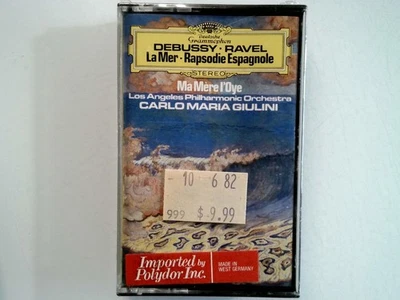 Deutsche
Grammophon
DEBUSSY · RAVEL
La Mer · Rapsodie Espagnole
STEREO
Ma Mère l'Oye
Los Angeles Philharmonic Orchestra
CARLO MARIA GIULINI
10 6 82
999 $ 9.99
Imported by
Polydor Inc.
MADE IN
WEST GERMANY